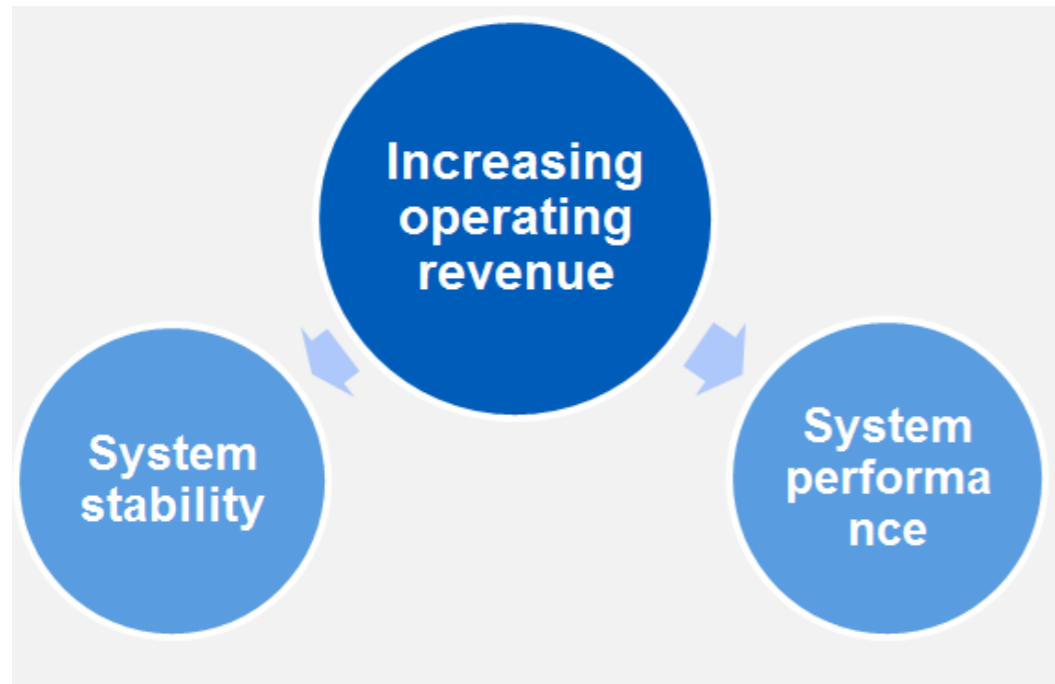 Increasing
operating
revenue
System
stability
System
performa
nce